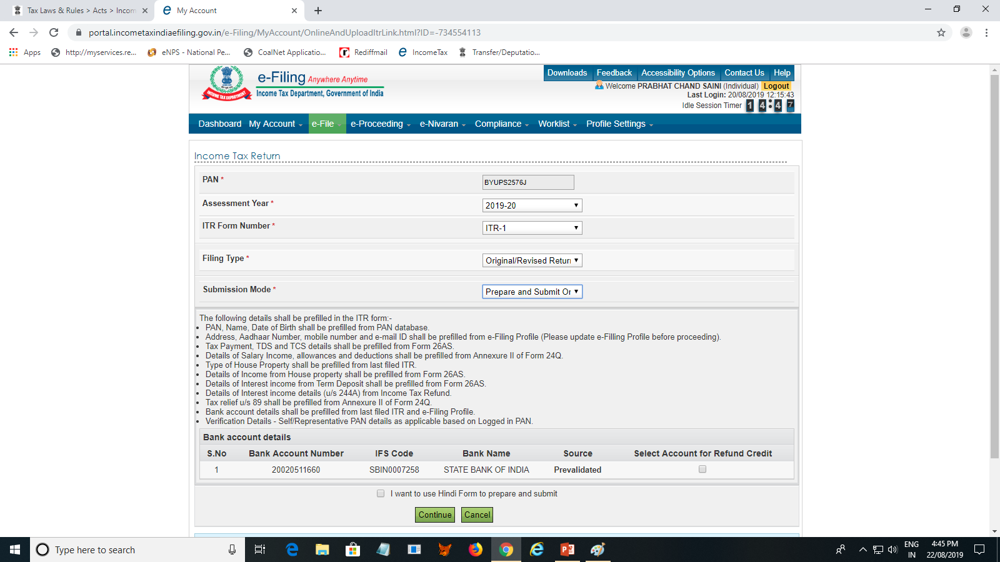 Tax Laws & Rules > Acts > Incom
My Account
portal.incometaxindiaefiling.gov.in/e-Filing/MyAccount/OnlineAndUploadItrLink.html?ID=-734554113
Apps http://myservices.re... eNPS - National Pe... CoalNet Applicatio... Rediffmail IncomeTax Transfer/Deputatio...
e-Filing Anywhere Anytime
Income Tax Department, Government of India
INCOME TAX DEPARTMENT
Downloads Feedback Accessibility Options Contact Us Help
Welcome PRABHAT CHAND SAINI (Individual) Logout
Last Login: 20/08/2019 12:15:43
Idle Session Timer 14:47
Dashboard My Account e-File e-Proceeding e-Nivaran Compliance Worklist Profile Settings
Income Tax Return
PAN * BYUPS2576J
Assessment Year * 2019-20
ITR Form Number * ITR-1
Filing Type * Original/Revised Return
Submission Mode * Prepare and Submit On
The following details shall be prefilled in the ITR form:-
• PAN, Name, Date of Birth shall be prefilled from PAN database.
• Address, Aadhaar Number, mobile number and e-mail ID shall be prefilled from e-Filing Profile (Please update e-Filling Profile before proceeding).
• Tax Payment, TDS and TCS details shall be prefilled from Form 26AS.
• Details of Salary Income, allowances and deductions shall be prefilled from Annexure II of Form 24Q.
• Type of House Property shall be prefilled from last filed ITR.
• Details of Income from House property shall be prefilled from Form 26AS.
• Details of Interest income from Term Deposit shall be prefilled from Form 26AS.
• Details of Interest income details (u/s 244A) from Income Tax Refund.
• Tax relief u/s 89 shall be prefilled from Annexure II of Form 24Q.
• Bank account details shall be prefilled from last filed ITR and e-Filing Profile.
• Verification Details - Self/Representative PAN details as applicable based on Logged in PAN.
Bank account details
S.No Bank Account Number IFS Code Bank Name Source Select Account for Refund Credit
1 20020511660 SBIN0007258 STATE BANK OF INDIA Prevalidated
I want to use Hindi Form to prepare and submit
Continue Cancel
Type here to search
ENG
IN
4:45 PM
22/08/2019